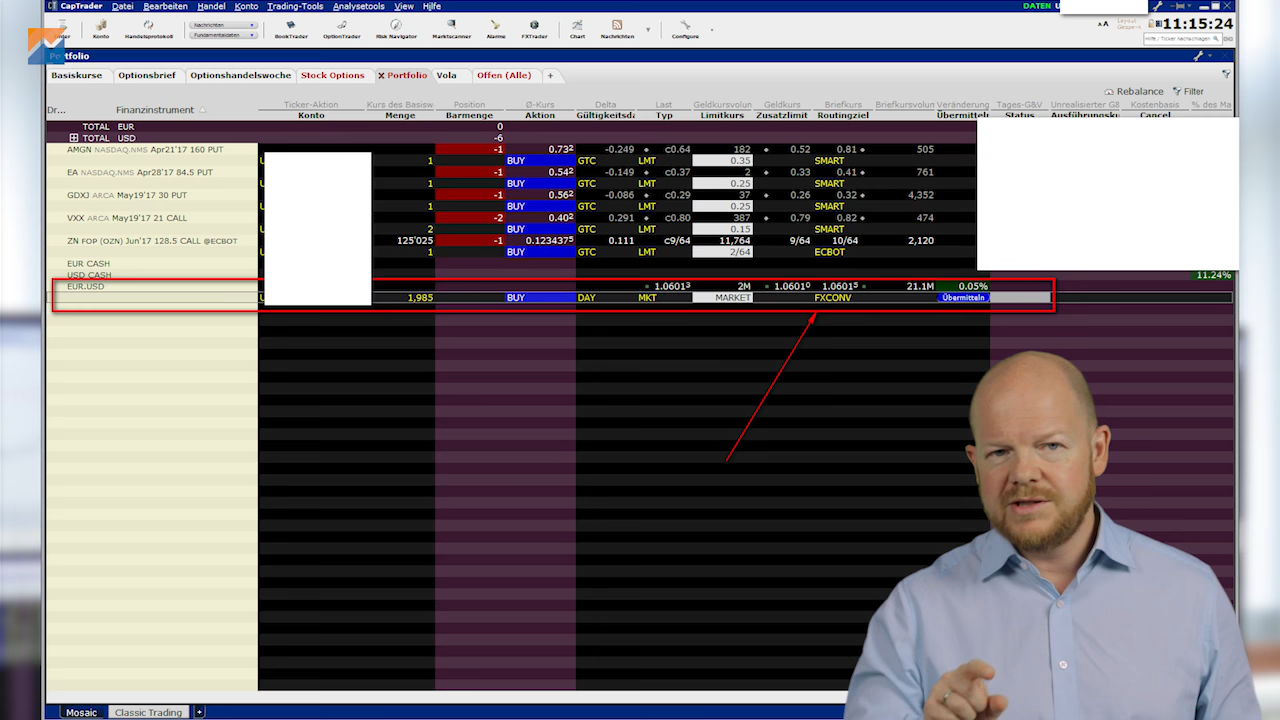 CapTrader Datei Bearbeiten Handel Konto Trading-Tools Analysetools View Hilfe DATEN
Konto Handelsprotokoll Nachrichten Fundamentaldaten BookTrader OptionTrader Risk Navigator FXTrader Marktscanner Alarme Chart Nachrichten Configure 11:15:24
Portfolio
Basiskurse Optionsbrief Optionshandelswoche Stock Options X Portfolio Vola Offen (Alle) +
Rebalance Filter
Dr... Finanzinstrument Ticker-Aktion Kurs des Basisw Position Ø-Kurs Delta Last Geldkursvolun Geldkurs Briefkurs Briefkursvolu Veränderung Tages-G&V Unrealisierter G& Kostenbasis % des Ma
Konto Menge Barmenge Aktion Gültigkeitsda Typ Limitkurs Zusatzlimit Routingziel Übermitteln Status Ausführungsku Cancel
TOTAL EUR 0
TOTAL USD -6
AMGN NASDAQ.NMS Apr21'17 160 PUT -1 0.73² -0.249 c0.64 182 0.52 0.81 505
1 BUY GTC LMT 0.35 SMART
EA NASDAQ.NMS Apr28'17 84.5 PUT -1 0.54² -0.149 c0.37 2 0.33 0.41 761
1 BUY GTC LMT 0.25 SMART
GDXJ ARCA May19'17 30 PUT -1 0.56² -0.086 c0.29 37 0.26 0.32 4,352
1 BUY GTC LMT 0.25 SMART
VXX ARCA May19'17 21 CALL -2 0.40² 0.291 c0.80 387 0.79 0.82 474
2 BUY GTC LMT 0.15 SMART
ZN FOP (OZN) Jun'17 128.5 CALL @ECBOT 125'025 -1 0.123437⁵ 0.111 c9/64 11,764 9/64 10/64 2,120
1 BUY GTC LMT 2/64 ECBOT
EUR CASH
USD CASH 11.24%
EUR.USD 1.0601³ 2M 1.0601⁰ 1.0601⁵ 21.1M 0.05%
1,985 BUY DAY MKT MARKET FXCONV Übermitteln
Mosaic Classic Trading +